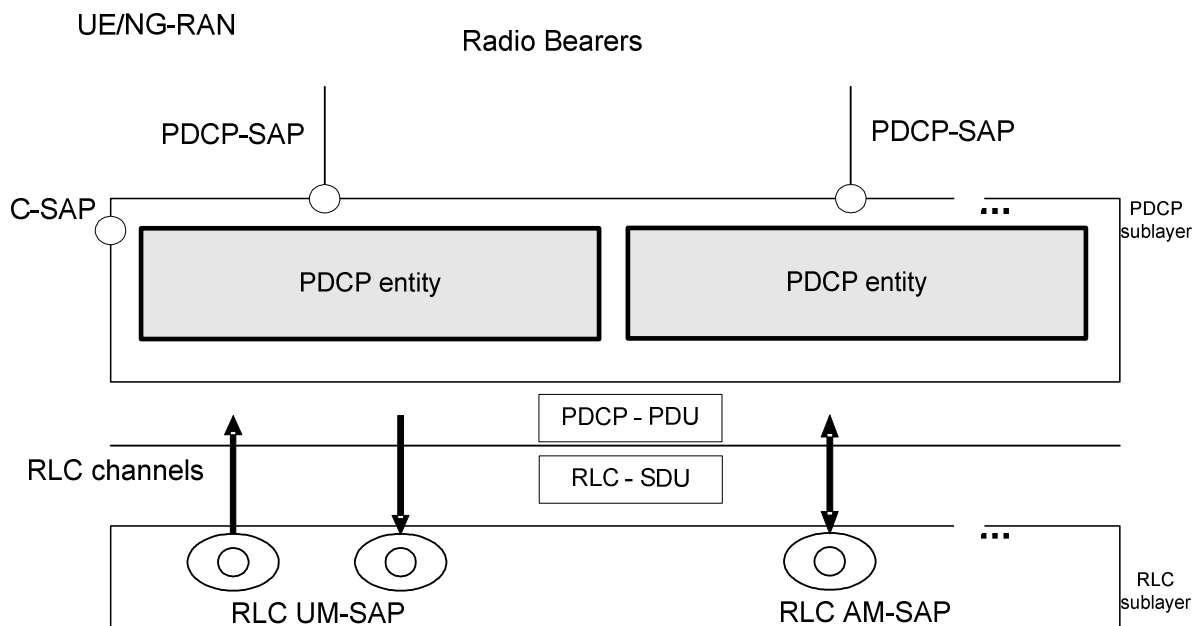 UE/NG-RAN
Radio Bearers
PDCP-SAP
PDCP-SAP
C-SAP
...
PDCP
sublayer
PDCP entity
PDCP entity
PDCP - PDU
RLC channels
RLC - SDU
...
RLC UM-SAP
RLC AM-SAP
RLC
sublayer